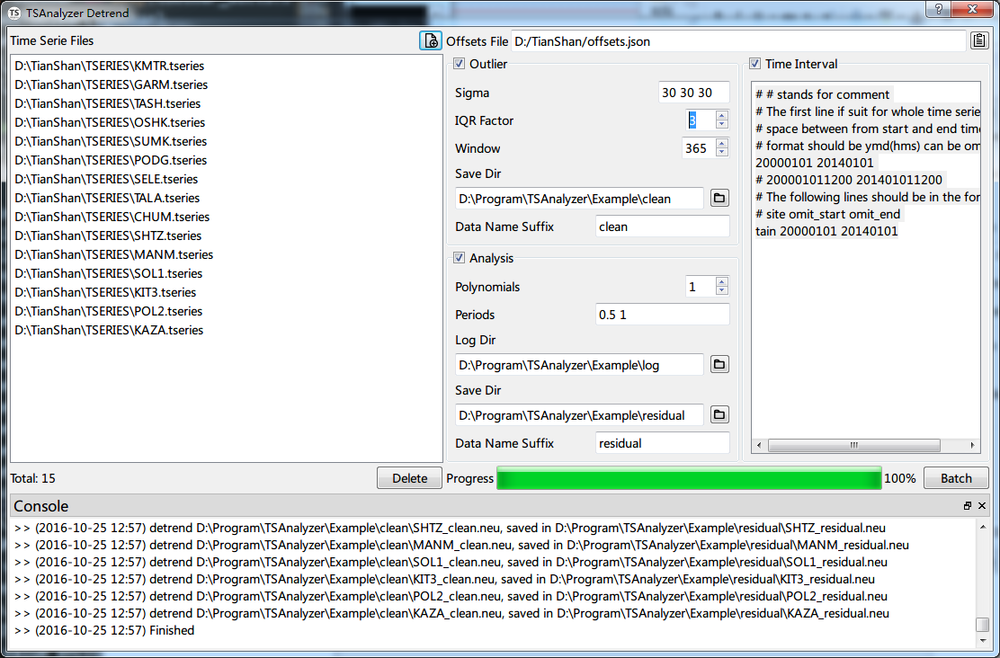 TS TSAnalyzer Detrend
Time Serie Files
D:\TianShan\TSERIES\KMTR.tseries
D:\TianShan\TSERIES\GARM.tseries
D:\TianShan\TSERIES\TASH.tseries
D:\TianShan\TSERIES\OSHK.tseries
D:\TianShan\TSERIES\SUMK.tseries
D:\TianShan\TSERIES\PODG.tseries
D:\TianShan\TSERIES\SELE.tseries
D:\TianShan\TSERIES\TALA.tseries
D:\TianShan\TSERIES\CHUM.tseries
D:\TianShan\TSERIES\SHTZ.tseries
D:\TianShan\TSERIES\MANM.tseries
D:\TianShan\TSERIES\SOL1.tseries
D:\TianShan\TSERIES\KIT3.tseries
D:\TianShan\TSERIES\POL2.tseries
D:\TianShan\TSERIES\KAZA.tseries
Total: 15
Delete
Offsets File D:/TianShan/offsets.json
Outlier
Sigma 30 30 30
IQR Factor 3
Window 365
Save Dir
D:\Program\TSAnalyzer\Example\clean
Data Name Suffix clean
Analysis
Polynomials 1
Periods 0.5 1
Log Dir
D:\Program\TSAnalyzer\Example\log
Save Dir
D:\Program\TSAnalyzer\Example\residual
Data Name Suffix residual
Time Interval
# # stands for comment
# The first line if suit for whole time serie
# space between from start and end time
# format should be ymd(hms) can be om
20000101 20140101
# 200001011200 201401011200
# The following lines should be in the for
# site omit_start omit_end
tain 20000101 20140101
Progress 100% Batch
Console
>> (2016-10-25 12:57) detrend D:\Program\TSAnalyzer\Example\clean\SHTZ_clean.neu, saved in D:\Program\TSAnalyzer\Example\residual\SHTZ_residual.neu
>> (2016-10-25 12:57) detrend D:\Program\TSAnalyzer\Example\clean\MANM_clean.neu, saved in D:\Program\TSAnalyzer\Example\residual\MANM_residual.neu
>> (2016-10-25 12:57) detrend D:\Program\TSAnalyzer\Example\clean\SOL1_clean.neu, saved in D:\Program\TSAnalyzer\Example\residual\SOL1_residual.neu
>> (2016-10-25 12:57) detrend D:\Program\TSAnalyzer\Example\clean\KIT3_clean.neu, saved in D:\Program\TSAnalyzer\Example\residual\KIT3_residual.neu
>> (2016-10-25 12:57) detrend D:\Program\TSAnalyzer\Example\clean\POL2_clean.neu, saved in D:\Program\TSAnalyzer\Example\residual\POL2_residual.neu
>> (2016-10-25 12:57) detrend D:\Program\TSAnalyzer\Example\clean\KAZA_clean.neu, saved in D:\Program\TSAnalyzer\Example\residual\KAZA_residual.neu
>> (2016-10-25 12:57) Finished